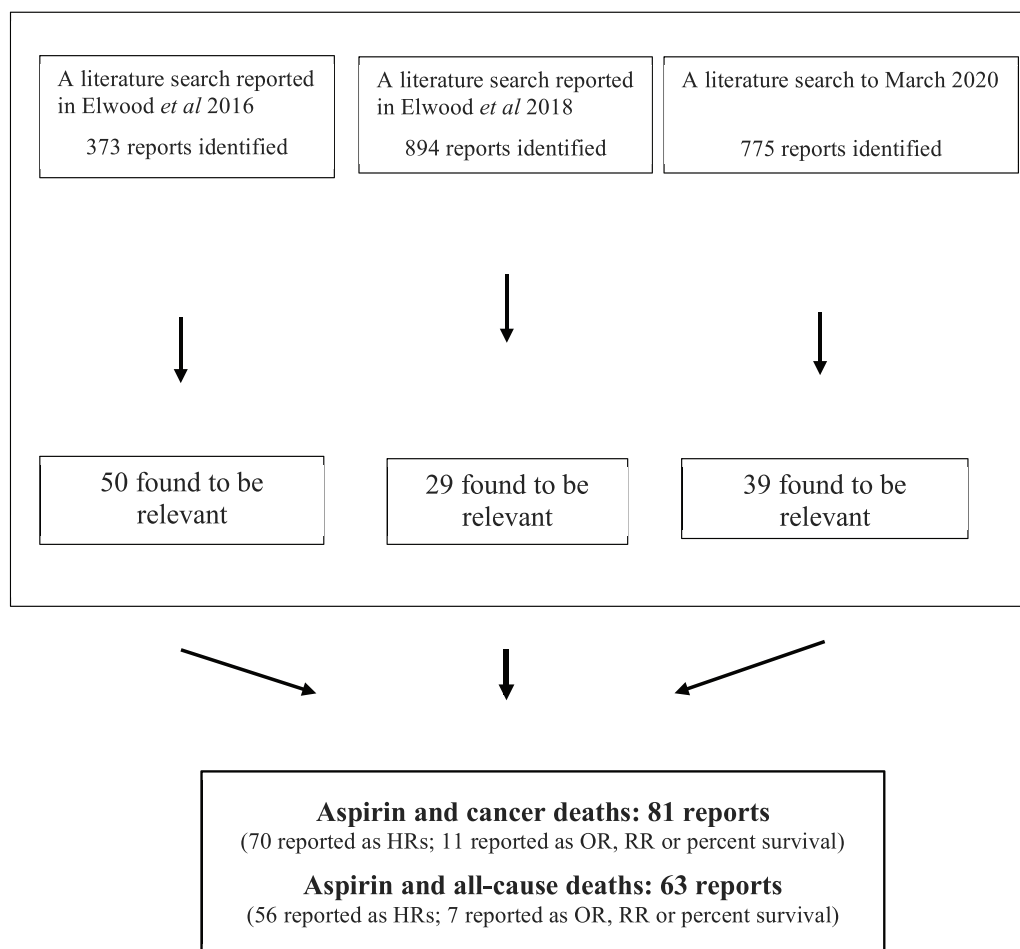 A literature search reported
in Elwood et al 2016
373 reports identified
A literature search reported
in Elwood et al 2018
894 reports identified
A literature search to March 2020
775 reports identified
50 found to be
relevant
29 found to be
relevant
39 found to be
relevant
Aspirin and cancer deaths: 81 reports
(70 reported as HRs; 11 reported as OR, RR or percent survival)
Aspirin and all-cause deaths: 63 reports
(56 reported as HRs; 7 reported as OR, RR or percent survival)